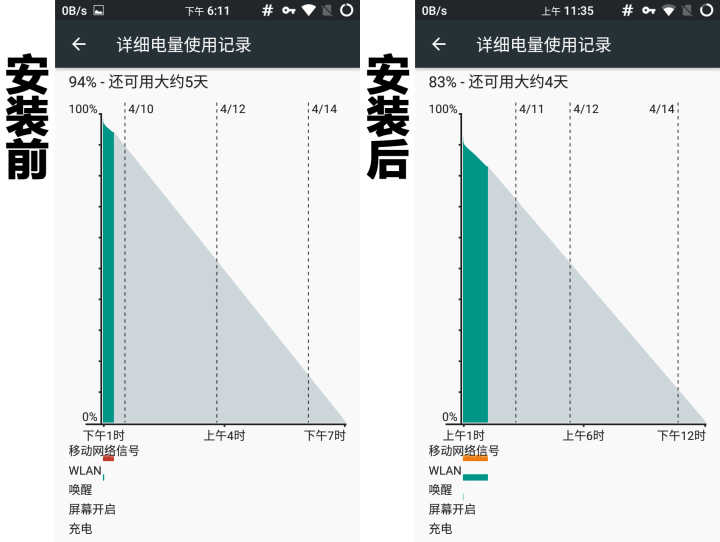 安装前
0B/s 下午 6:11
详细电量使用记录
94% - 还可用大约5天
100% 4/10 4/12 4/14
0%
下午1时 上午4时 下午7时
移动网络信号
WLAN
唤醒
屏幕开启
充电
安装后
0B/s 上午 11:35
详细电量使用记录
83% - 还可用大约4天
100% 4/11 4/12 4/14
0%
上午1时 上午6时 下午12时
移动网络信号
WLAN
唤醒
屏幕开启
充电